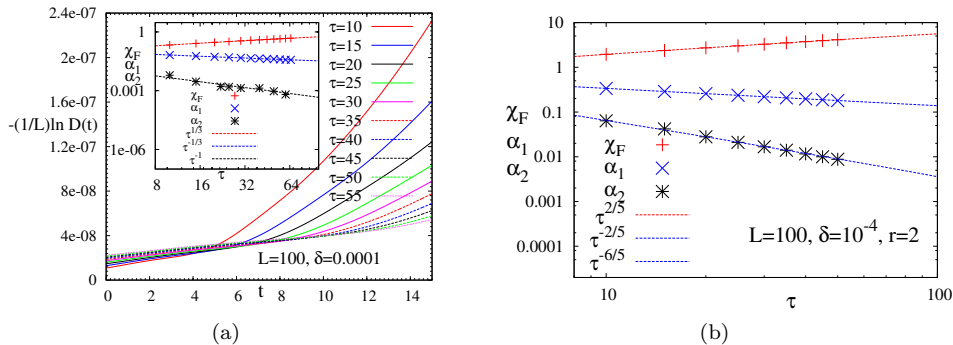 2.4e-07
2e-07
1.6e-07
1.2e-07
8e-08
4e-08
0
-(1/L)ln D(t)
0 2 4 6 8 10 12 14
t
L=100, δ=0.0001
τ=10
τ=15
τ=20
τ=25
τ=30
τ=35
τ=40
τ=45
τ=50
τ=55
1
0.001
1e-06
χF
α1
α2
8 16 32 64
τ
χF
α1
α2
τ^1/3
τ^-1/3
τ^-1
(a)
10
1
0.1
0.01
0.001
0.0001
χF
α1
α2
χF
α1
α2
τ^2/5
τ^-2/5
τ^-6/5
L=100, δ=10^-4, r=2
10 100
τ
(b)